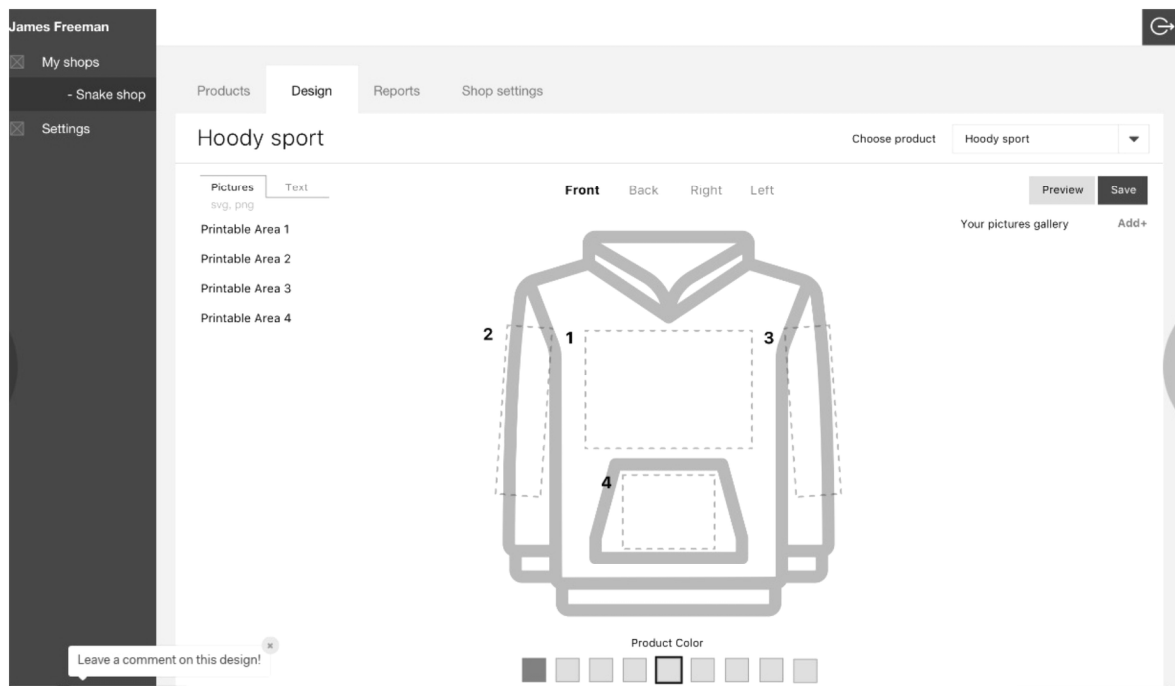 James Freeman
My shops
- Snake shop
Settings
Products Design Reports Shop settings
Hoody sport
Choose product Hoody sport
Pictures Text
svg, png
Front Back Right Left
Preview Save
Your pictures gallery Add+
Printable Area 1
Printable Area 2
Printable Area 3
Printable Area 4
2 1 3
4
Product Color
Leave a comment on this design!
×